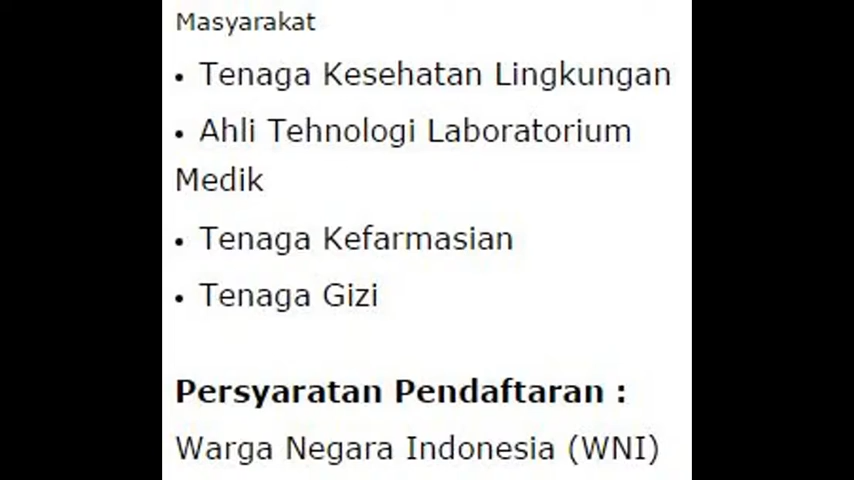 Masyarakat
• Tenaga Kesehatan Lingkungan
• Ahli Tehnologi Laboratorium
Medik
• Tenaga Kefarmasian
• Tenaga Gizi
Persyaratan Pendaftaran :
Warga Negara Indonesia (WNI)